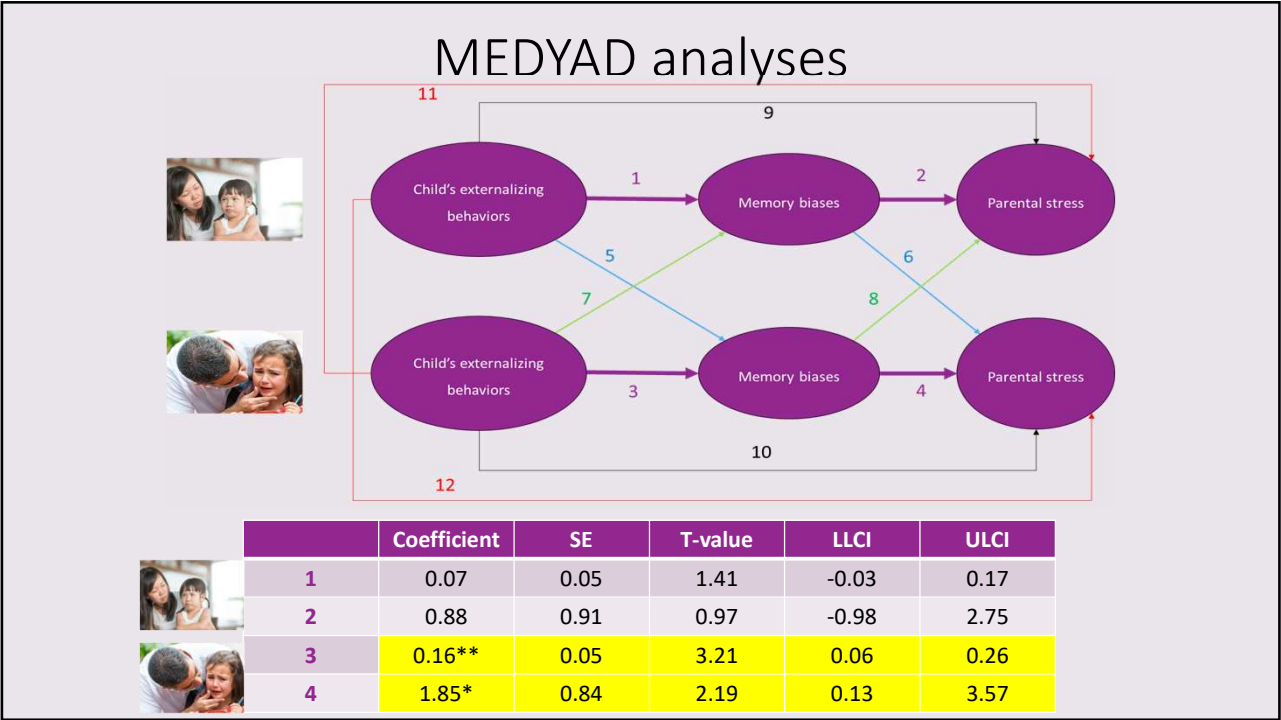 MEDYAD analyses
11
9
1
2
Child's externalizing
behaviors
Memory biases
Parental stress
5
6
7
8
Child's externalizing
behaviors
Memory biases
Parental stress
3
4
10
12
Coefficient SE T-value LLCI ULCI
1 0.07 0.05 1.41 -0.03 0.17
2 0.88 0.91 0.97 -0.98 2.75
3 0.16** 0.05 3.21 0.06 0.26
4 1.85* 0.84 2.19 0.13 3.57